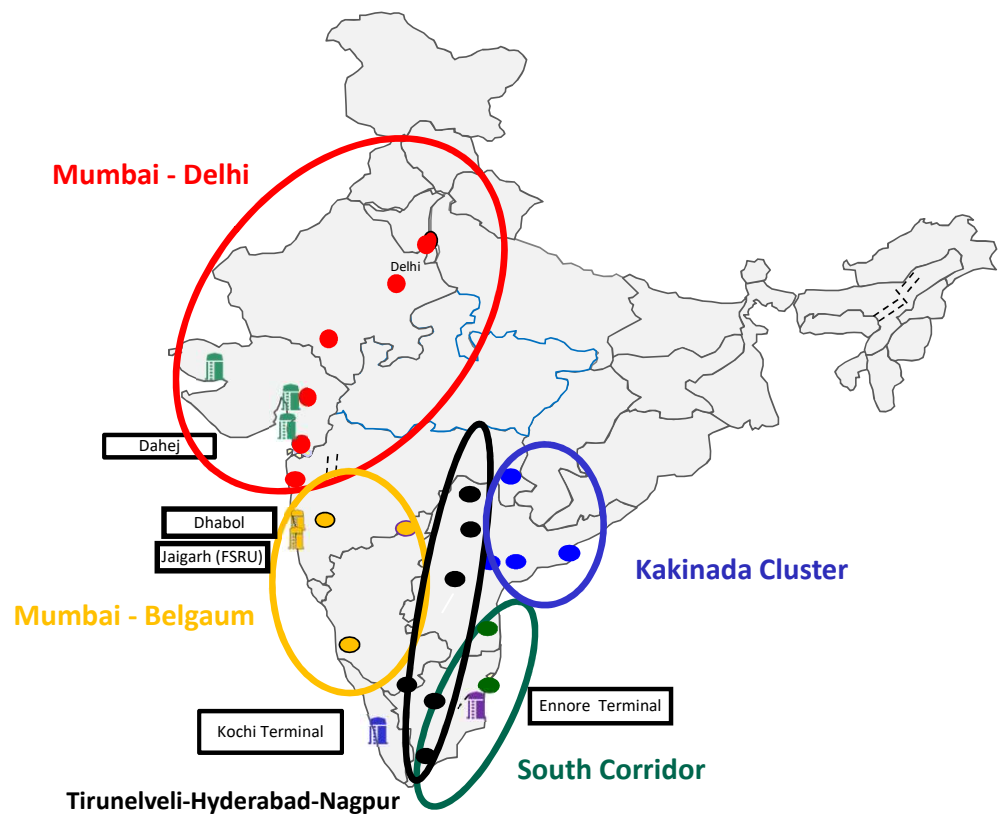 Mumbai - Delhi
Delhi
Dahej
Dhabol
Jaigarh (FSRU)
Kakinada Cluster
Mumbai - Belgaum
Ennore  Terminal
Kochi Terminal
South Corridor
Tirunelveli-Hyderabad-Nagpur